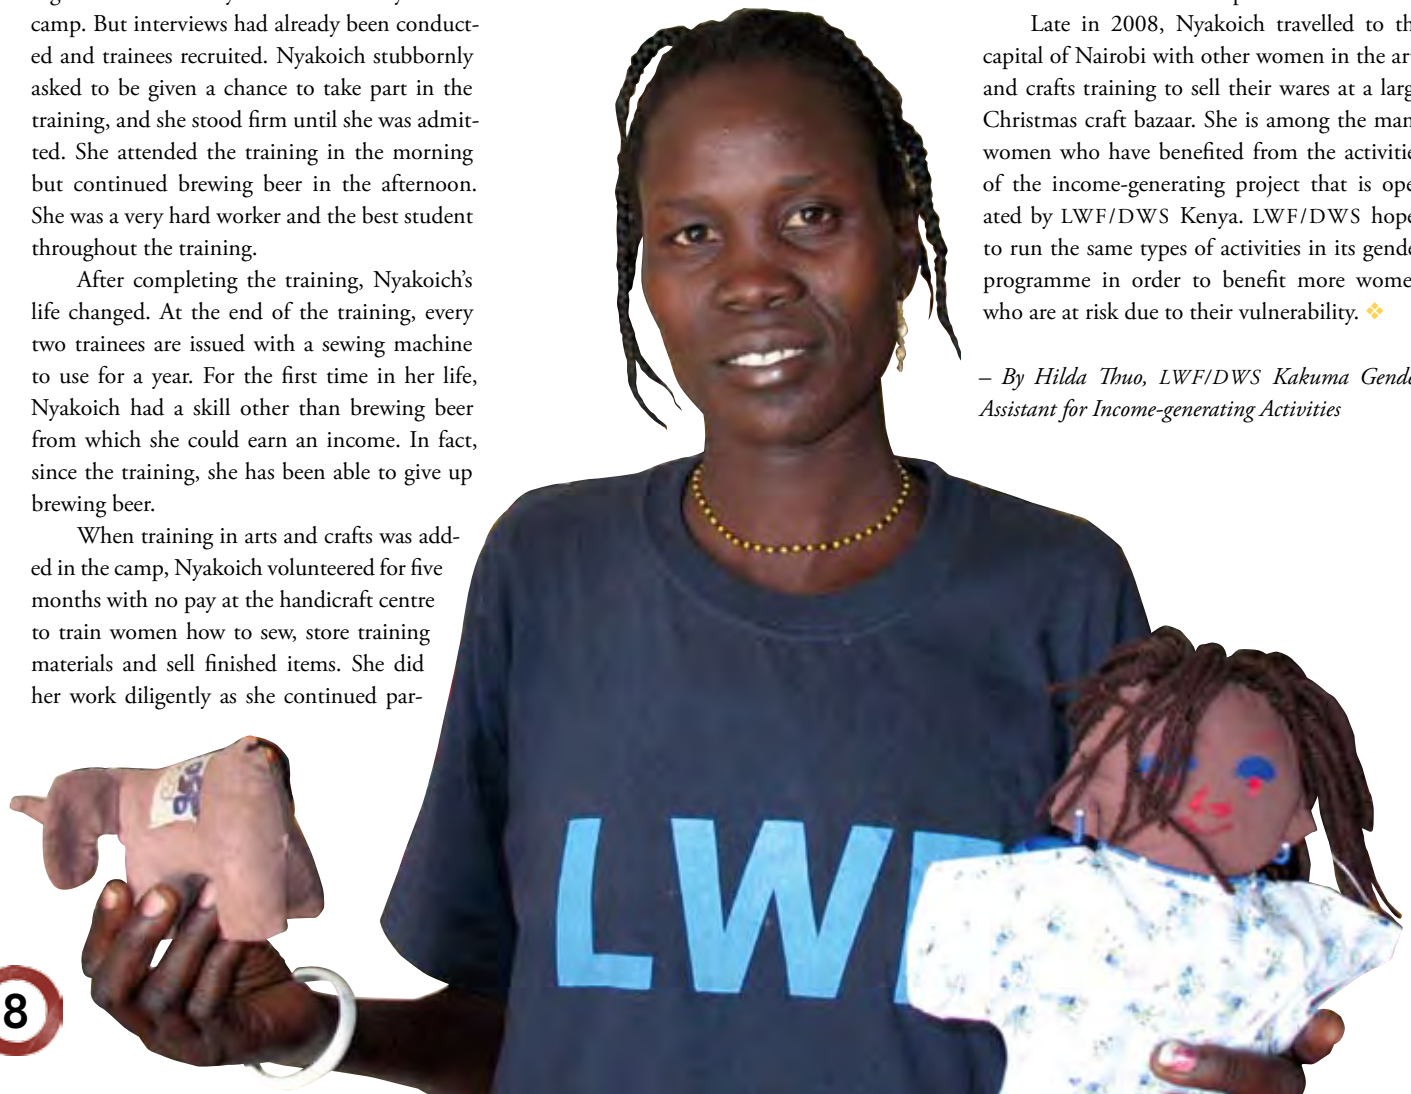 camp. But interviews had already been conduct-
ed and trainees recruited. Nyakoich stubbornly
asked to be given a chance to take part in the
training, and she stood firm until she was admit-
ted. She attended the training in the morning
but continued brewing beer in the afternoon.
She was a very hard worker and the best student
throughout the training.
After completing the training, Nyakoich's
life changed. At the end of the training, every
two trainees are issued with a sewing machine
to use for a year. For the first time in her life,
Nyakoich had a skill other than brewing beer
from which she could earn an income. In fact,
since the training, she has been able to give up
brewing beer.
When training in arts and crafts was add-
ed in the camp, Nyakoich volunteered for five
months with no pay at the handicraft centre
to train women how to sew, store training
materials and sell finished items. She did
her work diligently as she continued par-
Late in 2008, Nyakoich travelled to th
capital of Nairobi with other women in the ar
and crafts training to sell their wares at a larg
Christmas craft bazaar. She is among the man
women who have benefited from the activitie
of the income-generating project that is ope
ated by LWF/DWS Kenya. LWF/DWS hope
to run the same types of activities in its gende
programme in order to benefit more wome
who are at risk due to their vulnerability. ❖
– By Hilda Thuo, LWF/DWS Kakuma Gende
Assistant for Income-generating Activities
LW
8